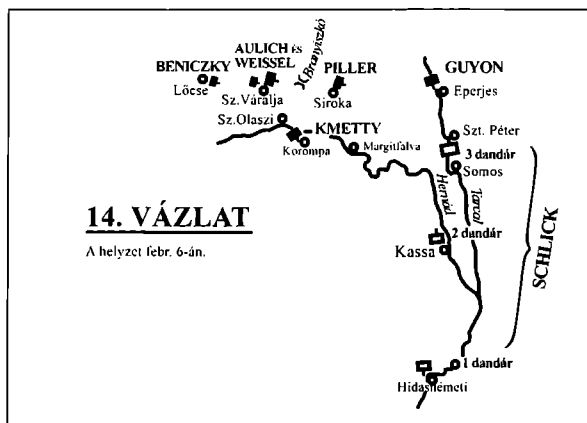 BENICZKY
Lőcse
AULICH és
WEISSEL
Sz.Váralja
Branyiszkó
PILLER
Siroka
GUYON
Eperjes
Sz.Olaszi
KMETTY
Korompa
Margitfalva
Szt. Péter
3 dandár
Somos
Hernád
Tarcal
14. VÁZLAT
A helyzet febr. 6-án.
2 dandár
Kassa
SCHLICK
1 dandár
Hidasnémeti